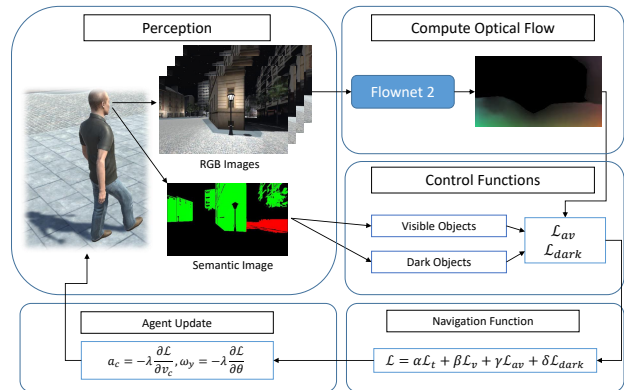 Perception
RGB Images
Semantic Image
Compute Optical Flow
Flownet 2
Control Functions
Visible Objects
Dark Objects
ℒ_av
ℒ_dark
Navigation Function
ℒ = αℒ_t + βℒ_v + γℒ_av + δℒ_dark
Agent Update
a_c = −λ ∂ℒ/∂v_c, ω_y = −λ ∂ℒ/∂θ